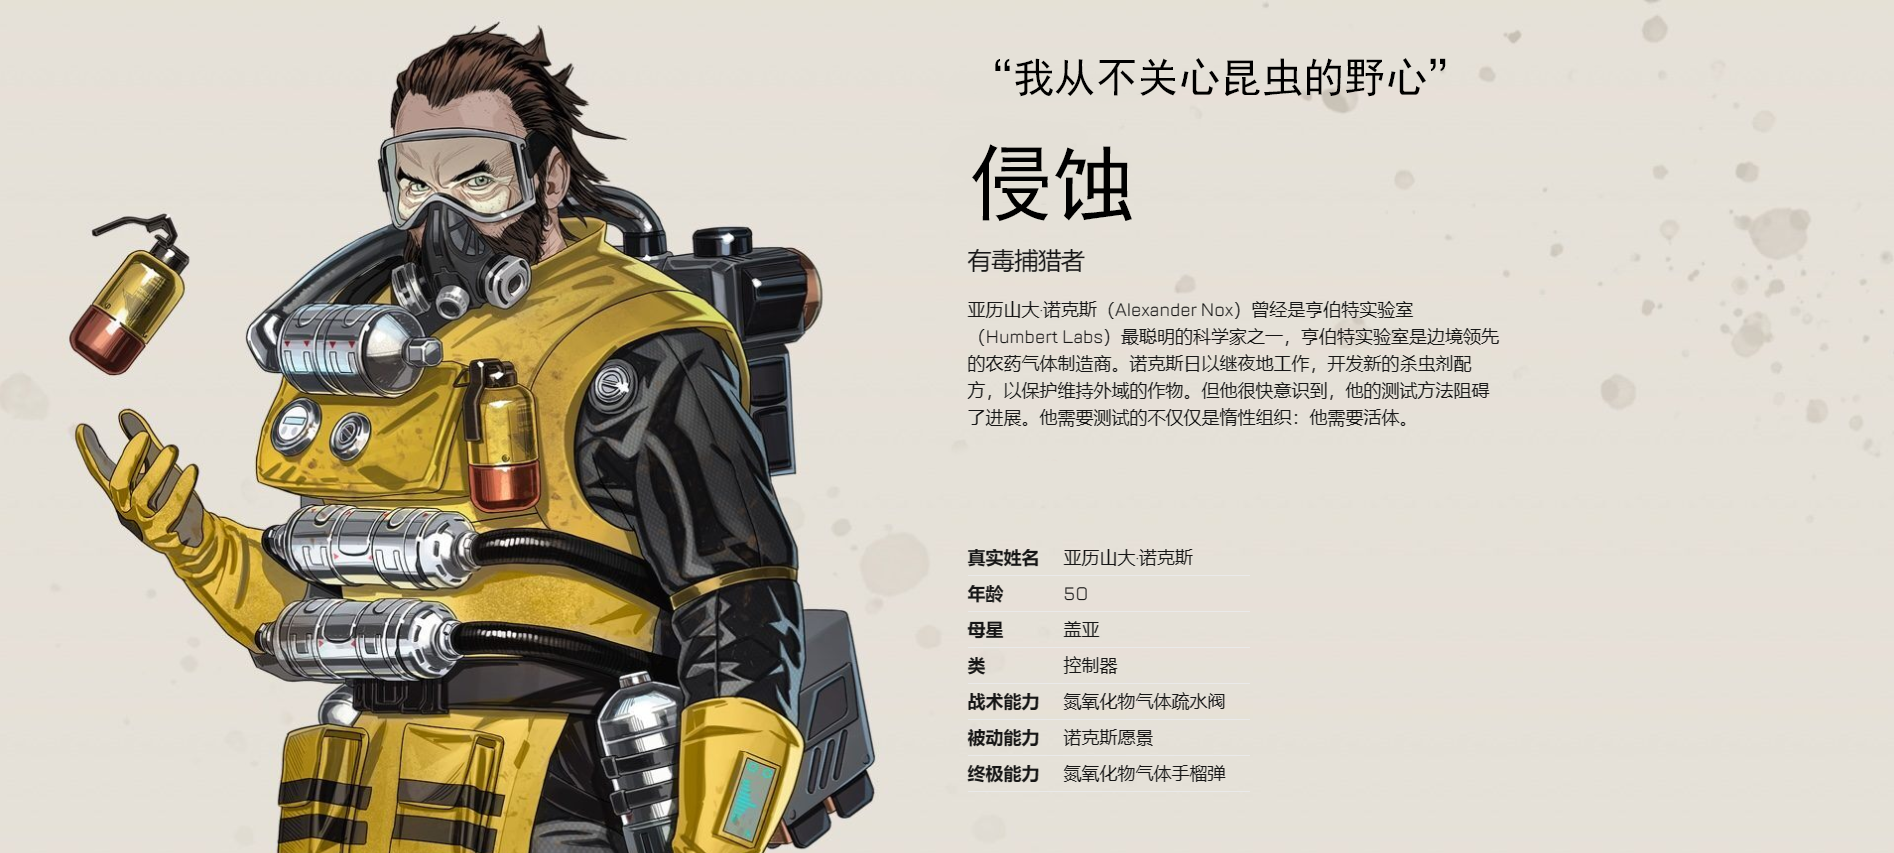 “我从不关心昆虫的野心”
侵蚀
有毒捕猎者
亚历山大·诺克斯（Alexander Nox）曾经是亨伯特实验室
（Humbert Labs）最聪明的科学家之一，亨伯特实验室是边境领先
的农药气体制造商。诺克斯日以继夜地工作，开发新的杀虫剂配
方，以保护维持外域的作物。但他很快意识到，他的测试方法阻碍
了进展。他需要测试的不仅仅是惰性组织：他需要活体。
真实姓名 亚历山大·诺克斯
年龄 50
母星 盖亚
类 控制器
战术能力 氮氧化物气体疏水阀
被动能力 诺克斯愿景
终极能力 氮氧化物气体手榴弹